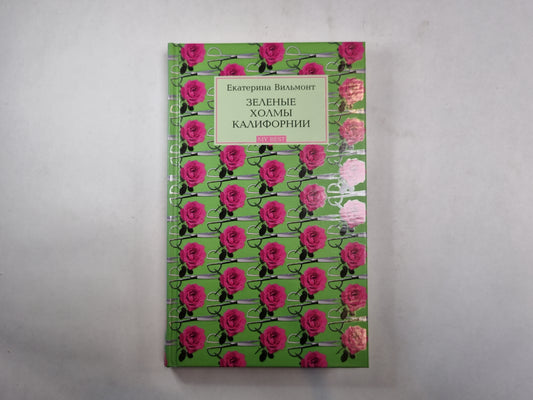 Екатерина Вильмонт
ЗЕЛЕНЫЕ
ХОЛМЫ
КАЛИФОРНИИ
MY BEST